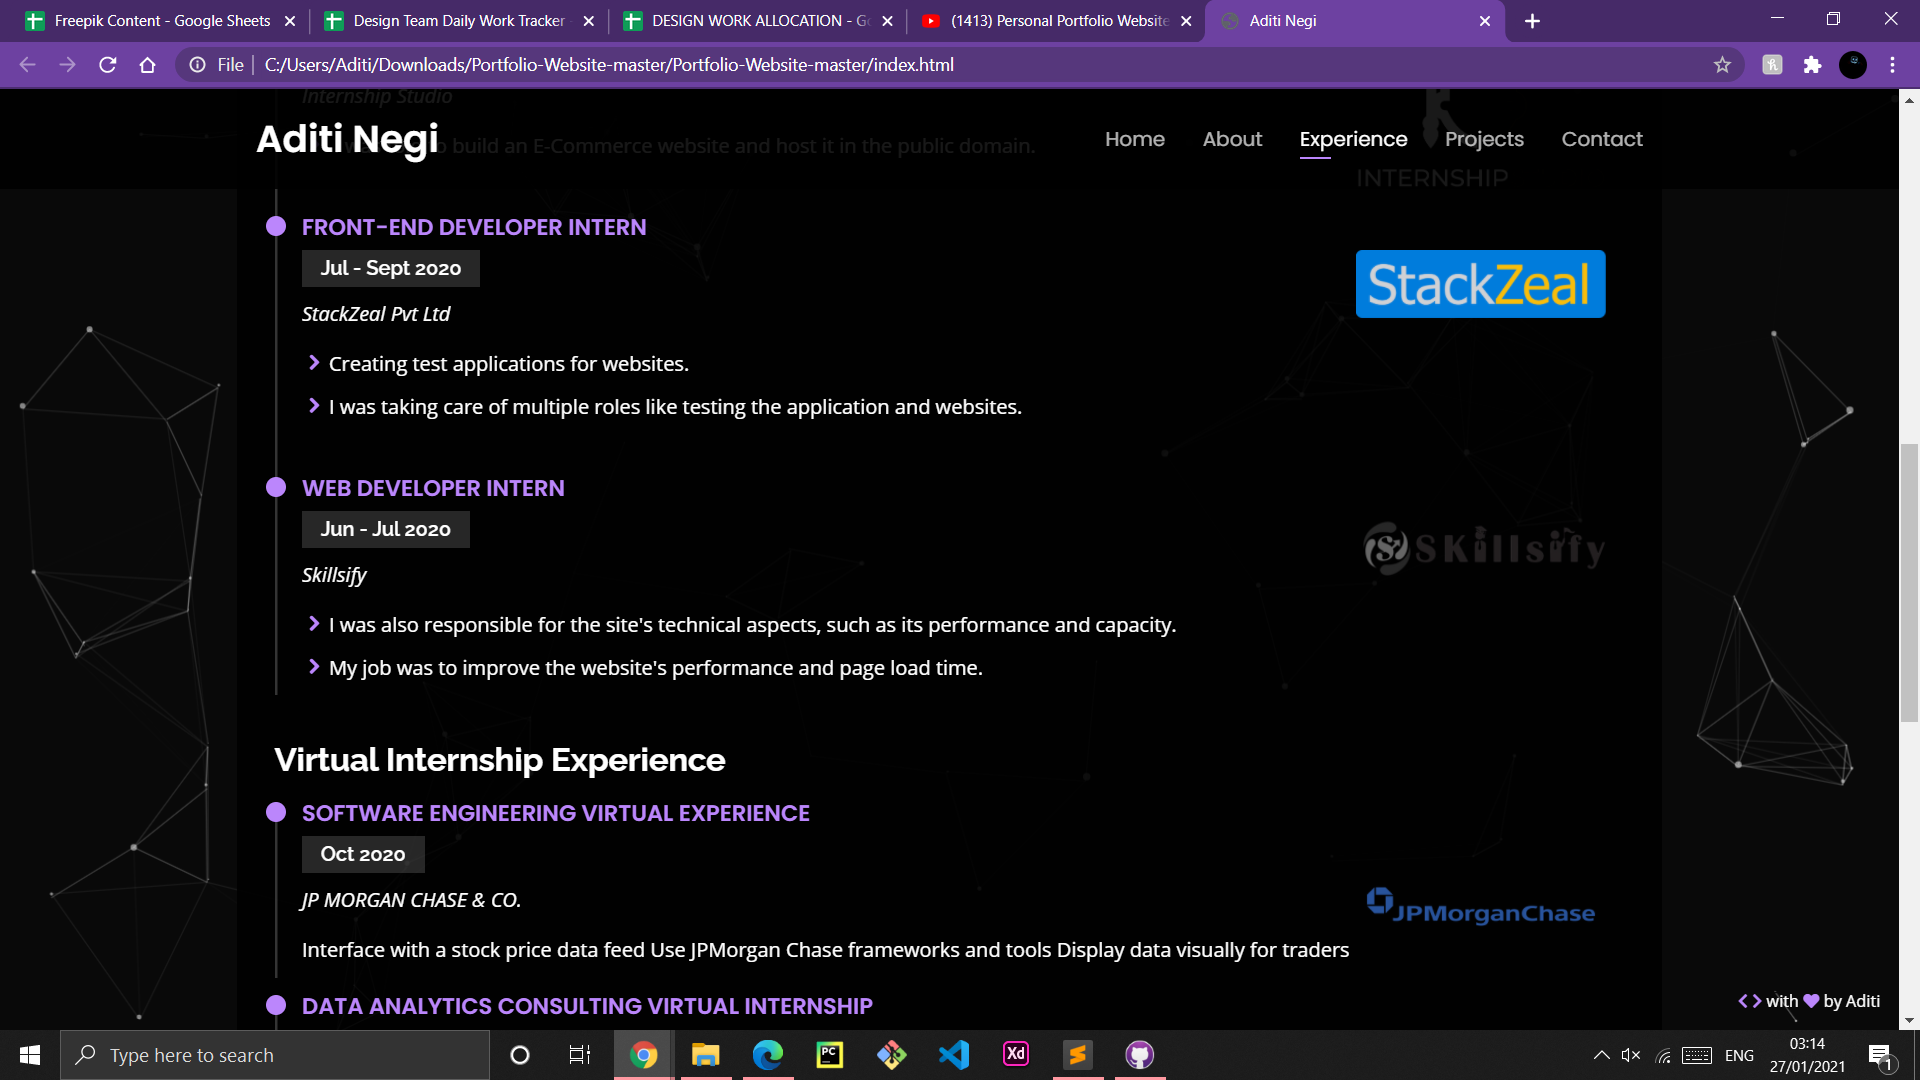 Freepik Content - Google Sheets
Design Team Daily Work Tracker -
DESIGN WORK ALLOCATION - Go
(1413) Personal Portfolio Website
Aditi Negi
File
C:/Users/Aditi/Downloads/Portfolio-Website-master/Portfolio-Website-master/index.html
Internship Studio
Aditi Negi
build an E-Commerce website and host it in the public domain.
Home
About
Experience
Projects
Contact
INTERNSHIP
FRONT-END DEVELOPER INTERN
Jul - Sept 2020
StackZeal
StackZeal Pvt Ltd
Creating test applications for websites.
I was taking care of multiple roles like testing the application and websites.
WEB DEVELOPER INTERN
Jun - Jul 2020
SKillsify
Skillsify
I was also responsible for the site's technical aspects, such as its performance and capacity.
My job was to improve the website's performance and page load time.
Virtual Internship Experience
SOFTWARE ENGINEERING VIRTUAL EXPERIENCE
Oct 2020
JP MORGAN CHASE & CO.
JPMorganChase
Interface with a stock price data feed Use JPMorgan Chase frameworks and tools Display data visually for traders
DATA ANALYTICS CONSULTING VIRTUAL INTERNSHIP
<> with ♥ by Aditi
Type here to search
PC
Xd
ENG
03:14
27/01/2021
1